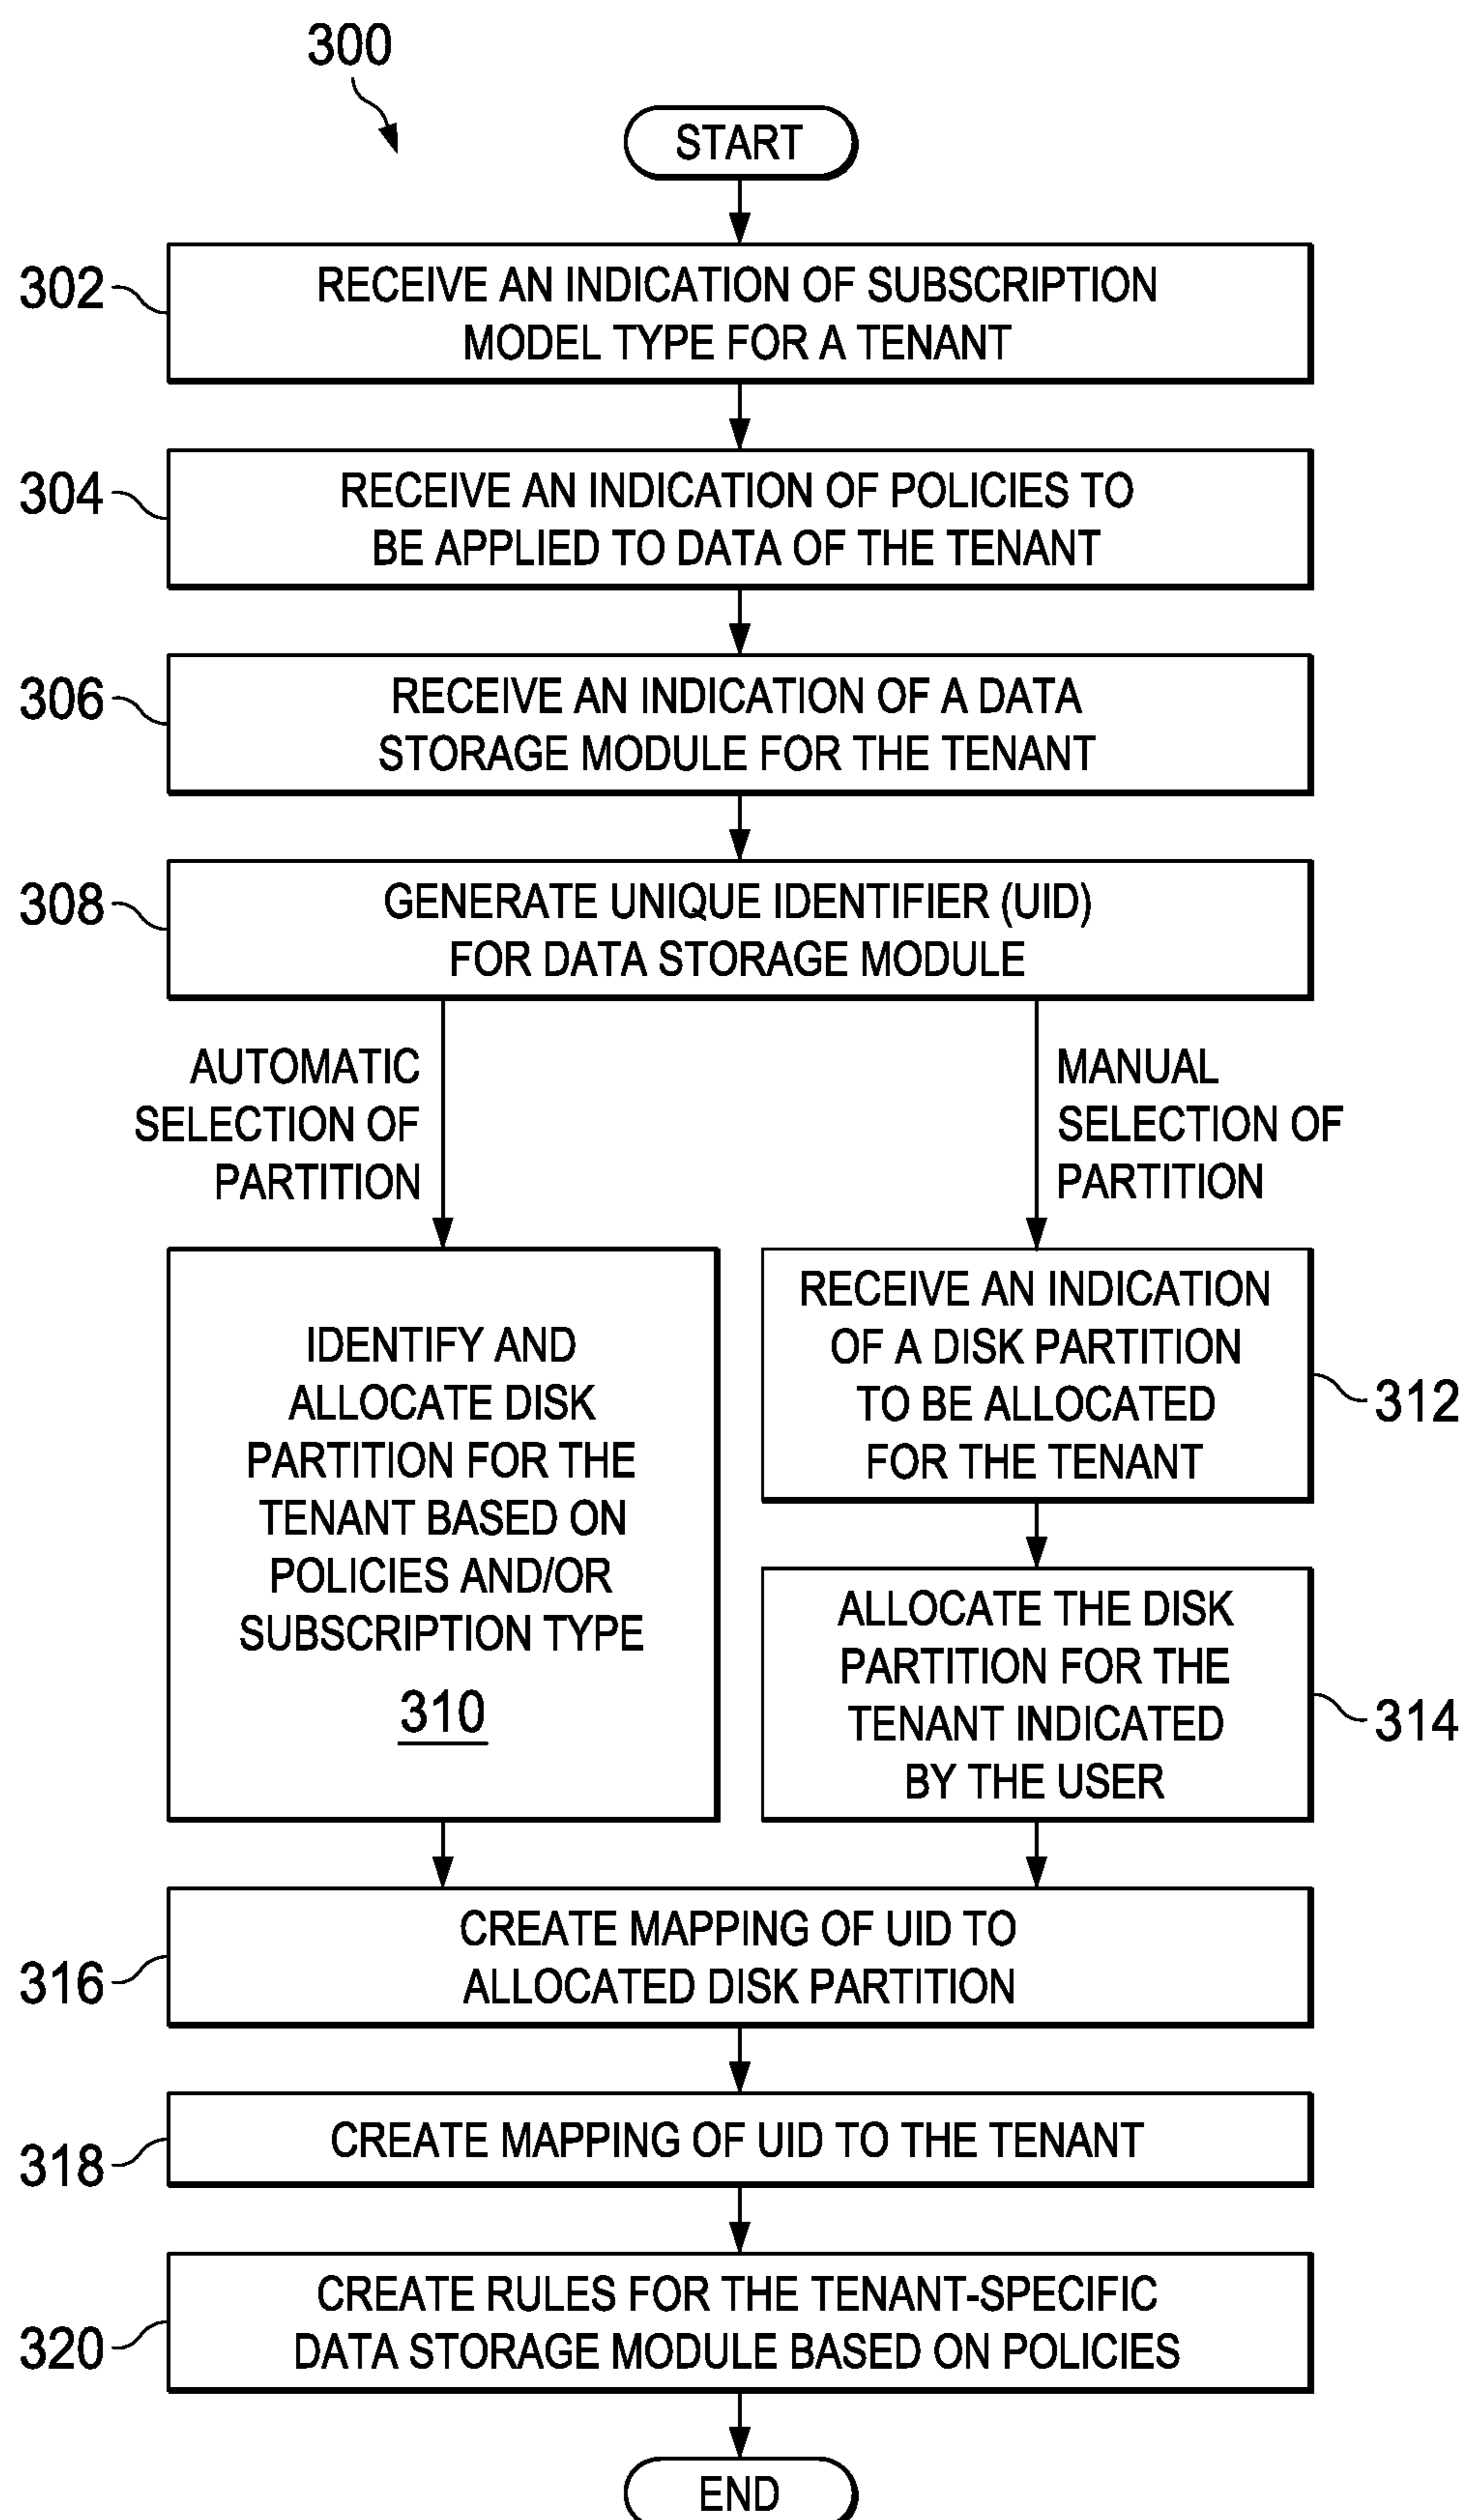 300
START
302
RECEIVE AN INDICATION OF SUBSCRIPTION
MODEL TYPE FOR A TENANT
304
RECEIVE AN INDICATION OF POLICIES TO
BE APPLIED TO DATA OF THE TENANT
306
RECEIVE AN INDICATION OF A DATA
STORAGE MODULE FOR THE TENANT
308
GENERATE UNIQUE IDENTIFIER (UID)
FOR DATA STORAGE MODULE
AUTOMATIC
SELECTION OF
PARTITION
MANUAL
SELECTION OF
PARTITION
IDENTIFY AND
ALLOCATE DISK
PARTITION FOR THE
TENANT BASED ON
POLICIES AND/OR
SUBSCRIPTION TYPE
310
RECEIVE AN INDICATION
OF A DISK PARTITION
TO BE ALLOCATED
FOR THE TENANT
312
ALLOCATE THE DISK
PARTITION FOR THE
TENANT INDICATED
BY THE USER
314
CREATE MAPPING OF UID TO
ALLOCATED DISK PARTITION
316
CREATE MAPPING OF UID TO THE TENANT
318
CREATE RULES FOR THE TENANT-SPECIFIC
DATA STORAGE MODULE BASED ON POLICIES
320
END